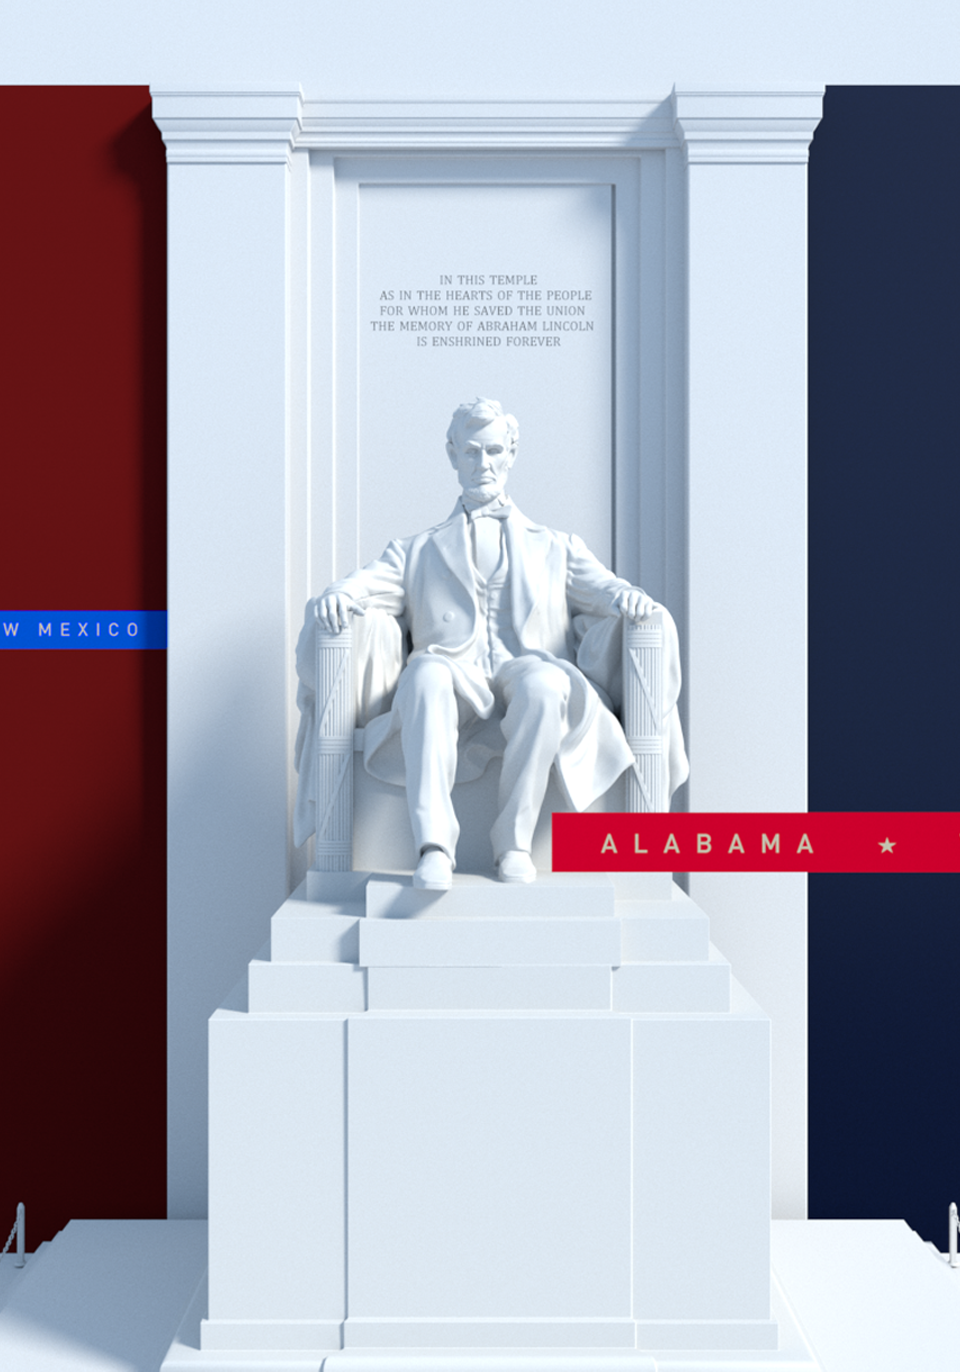 IN THIS TEMPLE
AS IN THE HEARTS OF THE PEOPLE
FOR WHOM HE SAVED THE UNION
THE MEMORY OF ABRAHAM LINCOLN
IS ENSHRINED FOREVER
W MEXICO
ALABAMA ★